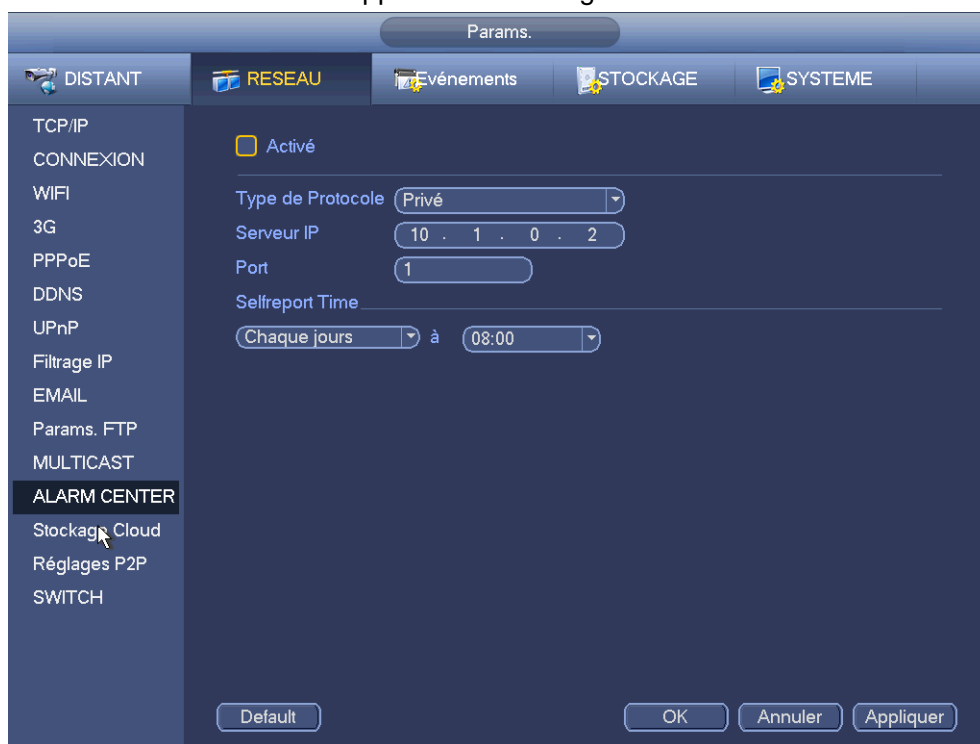 Params.
DISTANT RESEAU Evénements STOCKAGE SYSTEME
TCP/IP
CONNEXION
WIFI
3G
PPPoE
DDNS
UPnP
Filtrage IP
EMAIL
Params. FTP
MULTICAST
ALARM CENTER
Stockage Cloud
Réglages P2P
SWITCH
Activé
Type de Protocole Privé
Serveur IP 10 . 1 . 0 . 2
Port 1
Selfreport Time
Chaque jours à 08:00
Default OK Annuler Appliquer